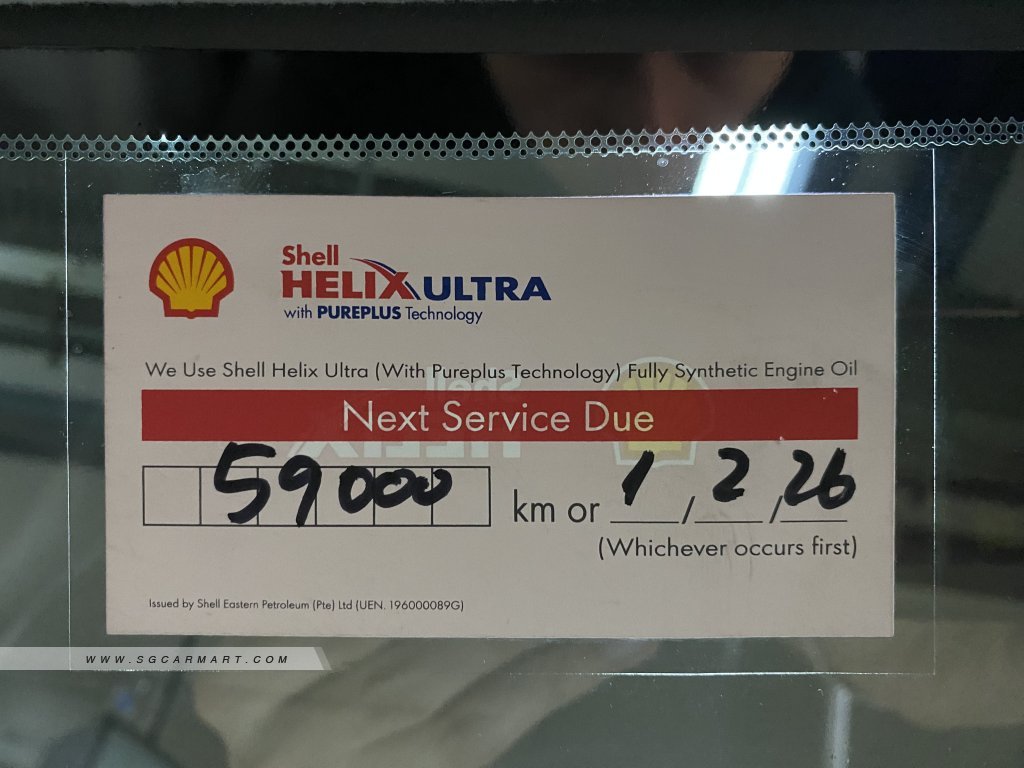 Shell
HELIX ULTRA
with PUREPLUS Technology
We Use Shell Helix Ultra (With Pureplus Technology) Fully Synthetic Engine Oil
Next Service Due
59000 km or 1/2/26
(Whichever occurs first)
Issued by Shell Eastern Petroleum (Pte) Ltd (UEN. 196000089G)
WWW.SGCARMART.COM